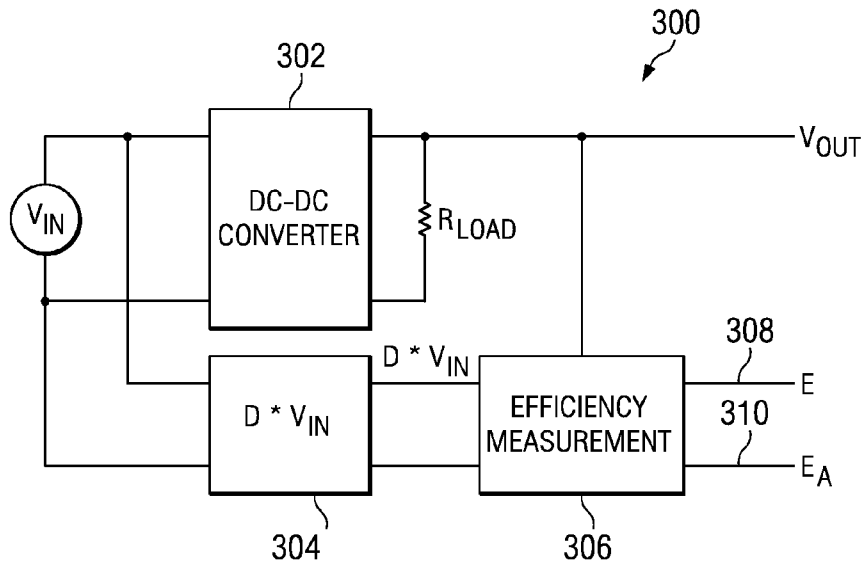 300
302
V_OUT
V_IN
DC-DC
CONVERTER
R_LOAD
308
D * V_IN
E
D * V_IN
EFFICIENCY
MEASUREMENT
310
E_A
304
306